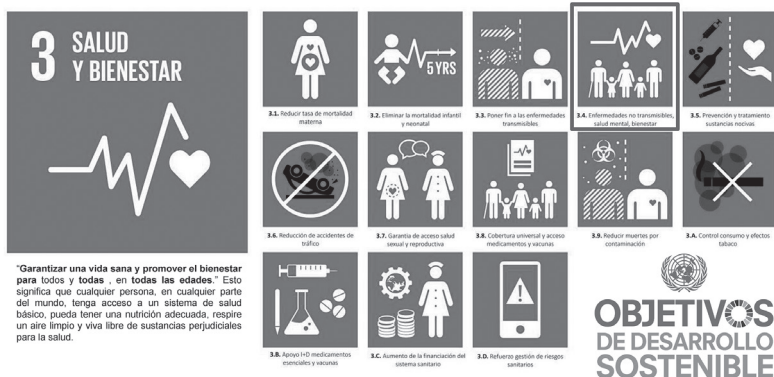 3 SALUD
Y BIENESTAR
5 YRS
3.1. Reducir tasa de mortalidad
materna
3.2. Eliminar la mortalidad infantil
y neonatal
3.3. Poner fin a las enfermedades
transmisibles
3.4. Enfermedades no transmisibles,
salud mental, bienestar
3.5. Prevención y tratamiento
sustancias nocivas
3.6. Reducción de accidentes de
tráfico
3.7. Garantía de acceso salud
sexual y reproductiva
3.8. Cobertura universal y acceso
medicamentos y vacunas
3.9. Reducir muertes por
contaminación
3.A. Control consumo y efectos
tabaco
"Garantizar una vida sana y promover el bienestar
para todos y todas , en todas las edades." Esto
significa que cualquier persona, en cualquier parte
del mundo, tenga acceso a un sistema de salud
básico, pueda tener una nutrición adecuada, respire
un aire limpio y viva libre de sustancias perjudiciales
para la salud.
3.B. Apoyo I+D medicamentos
esenciales y vacunas
3.C. Aumento de la financiación del
sistema sanitario
3.D. Refuerzo gestión de riesgos
sanitarios
OBJETIVOS
DE DESARROLLO
SOSTENIBLE